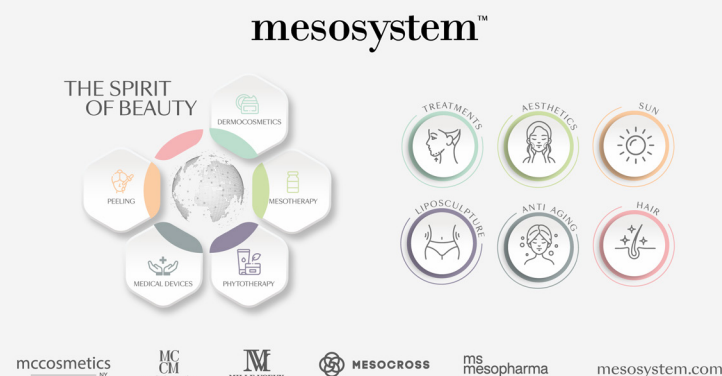 mesosystem™
THE SPIRIT
OF BEAUTY
DERMOCOSMETICS
PEELING
MESOTHERAPY
MEDICAL DEVICES
PHYTOTHERAPY
TREATMENTS
AESTHETICS
SUN
LIPOSCULPTURE
ANTI AGING
HAIR
mccosmetics
NY
MC
CM
MESOCROSS
ms
mesopharma
mesosystem.com